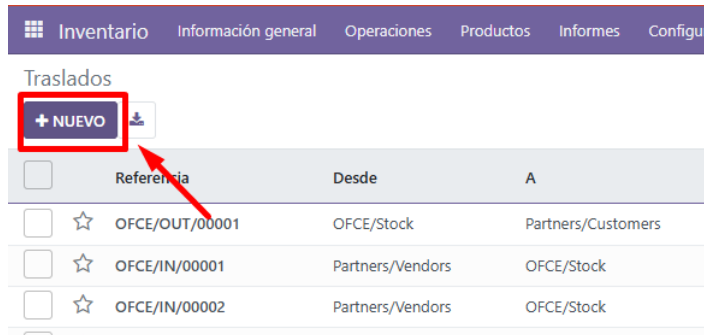 Inventario Información general Operaciones Productos Informes Configu
Traslados
+ NUEVO
Referencia Desde A
OFCE/OUT/00001 OFCE/Stock Partners/Customers
OFCE/IN/00001 Partners/Vendors OFCE/Stock
OFCE/IN/00002 Partners/Vendors OFCE/Stock